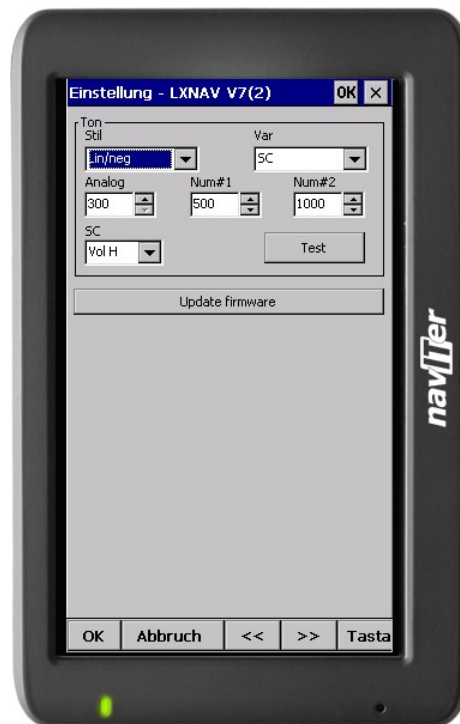 Einstellung - LXNAV V7(2) OK ×
Ton
Stil Var
Lin/neg SC
Analog Num#1 Num#2
300 500 1000
SC
Vol H Test
Update firmware
naviter
OK Abbruch << >> Tasta